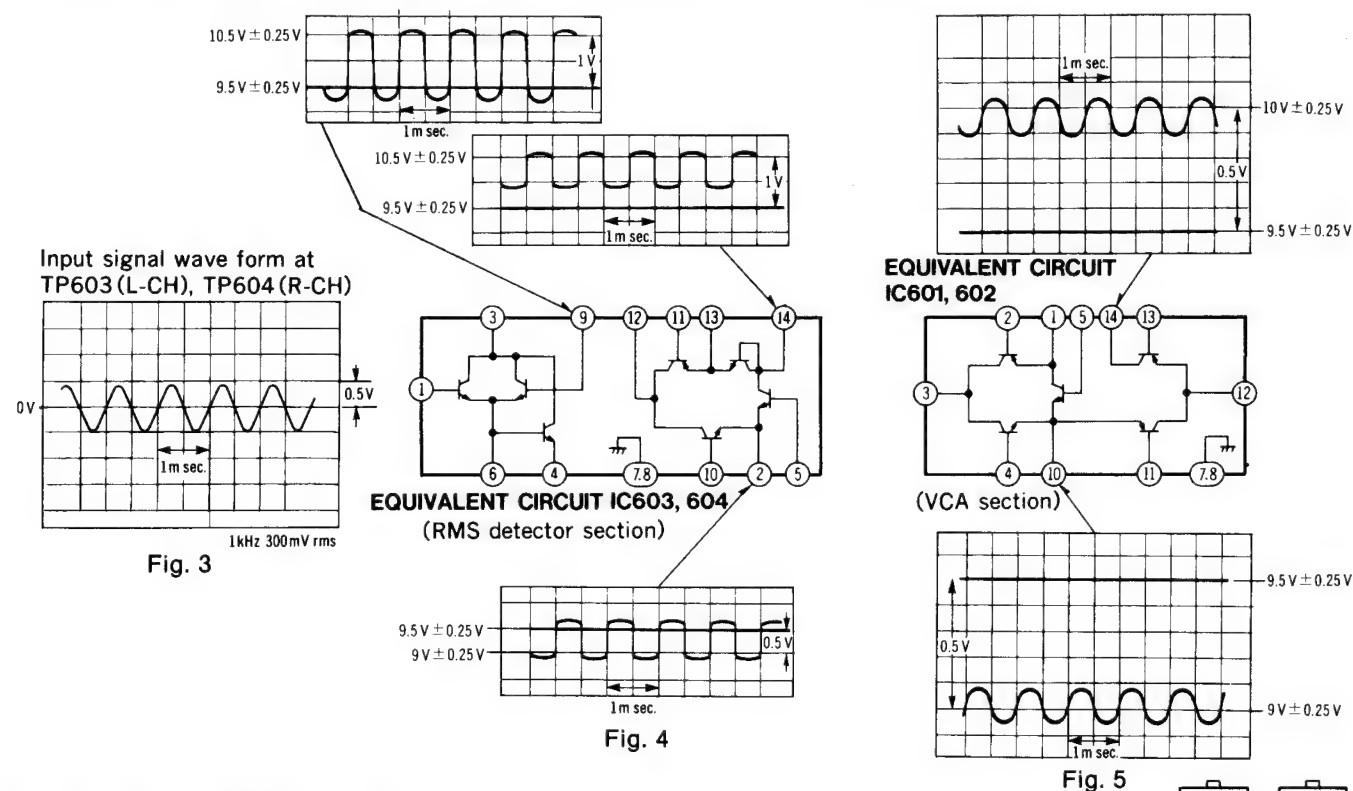 10.5 V ± 0.25 V
1 V
9.5 V ± 0.25 V
1 m sec.
10.5 V ± 0.25 V
1 V
9.5 V ± 0.25 V
1 m sec.
1 m sec.
10 V ± 0.25 V
0.5 V
9.5 V ± 0.25 V
Input signal wave form at
TP603 (L-CH), TP604 (R-CH)
0 V
0.5V
1 m sec.
1kHz 300mV rms
Fig. 3
3 9 12 11 13 14
1
6 4 7.8 10 2 5
EQUIVALENT CIRCUIT IC603, 604
(RMS detector section)
9.5 V ± 0.25 V
9 V ± 0.25 V
0.5 V
1 m sec.
Fig. 4
EQUIVALENT CIRCUIT
IC601, 602
2 1 5 14 13
3 12
4 10 11 7.8
(VCA section)
9.5 V ± 0.25 V
0.5 V
9 V ± 0.25 V
1 m sec.
Fig. 5